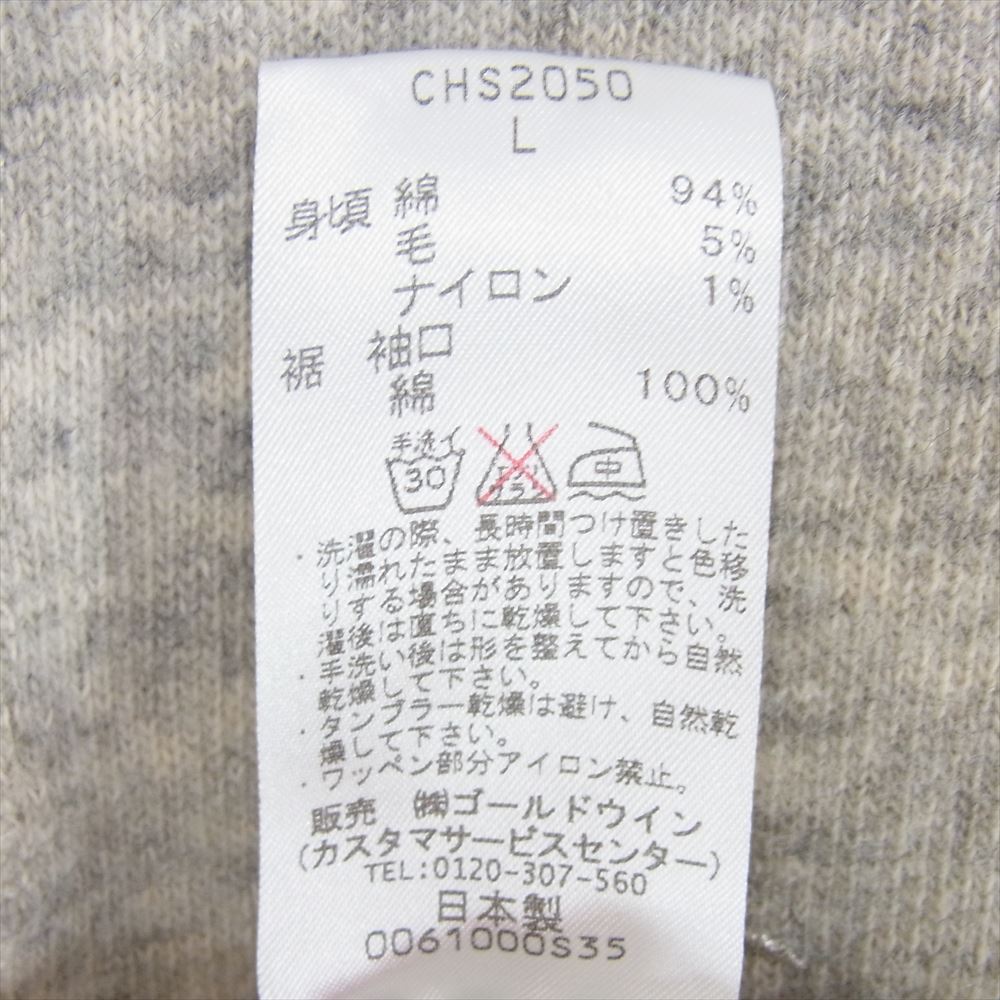 CHS2050
L
身頃 綿 94%
毛 5%
ナイロン 1%
裾 袖口
綿 100%
手洗イ
30
エンソ
サラシ
中
・洗濯の際、長時間つけ置きした
り濡れたまま放置しますと色移
りする場合がありますので、洗
濯後は直ちに乾燥して下さい。
・手洗い後は形を整えてから自然
乾燥して下さい。
・タンブラー乾燥は避け、自然乾
燥して下さい。
・ワッペン部分アイロン禁止。
販売 ㈱ゴールドウイン
(カスタマサービスセンター)
TEL:0120-307-560
日本製
0061000S35